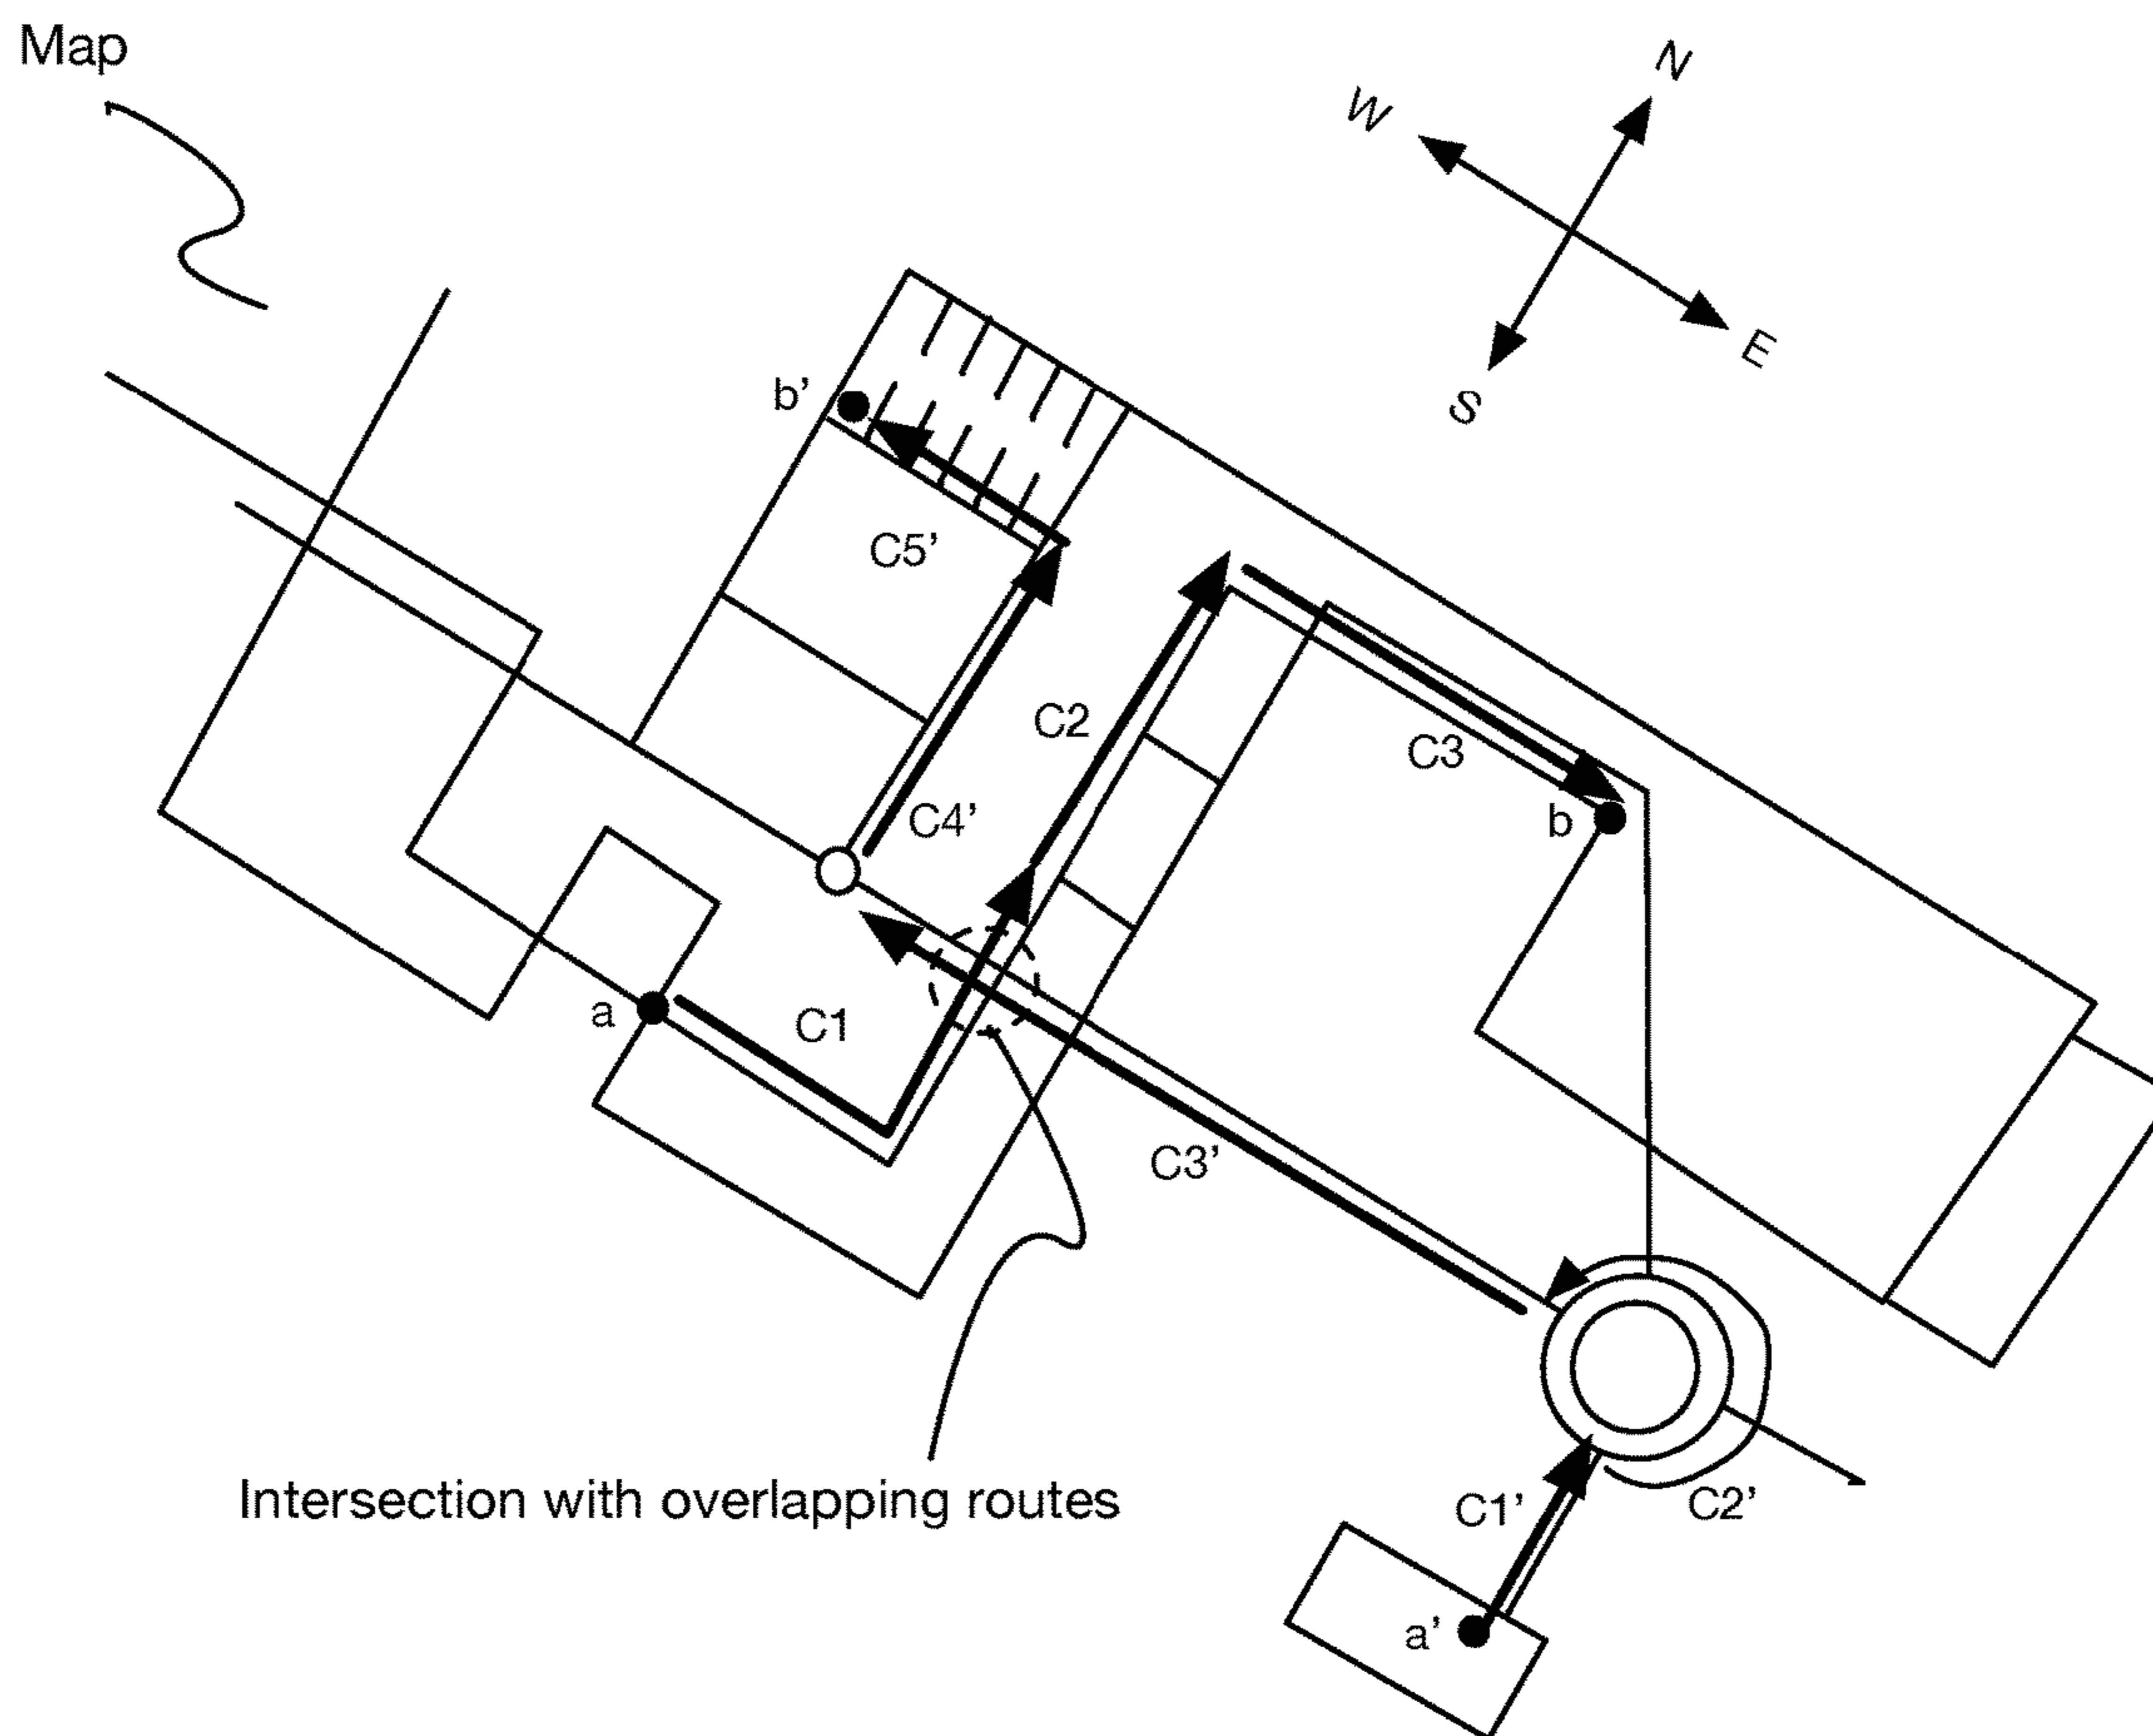 Map
N
W
E
S
b’
C5’
C2
C3
C4’
b
a
C1
C3’
Intersection with overlapping routes
C1’
C2’
a’